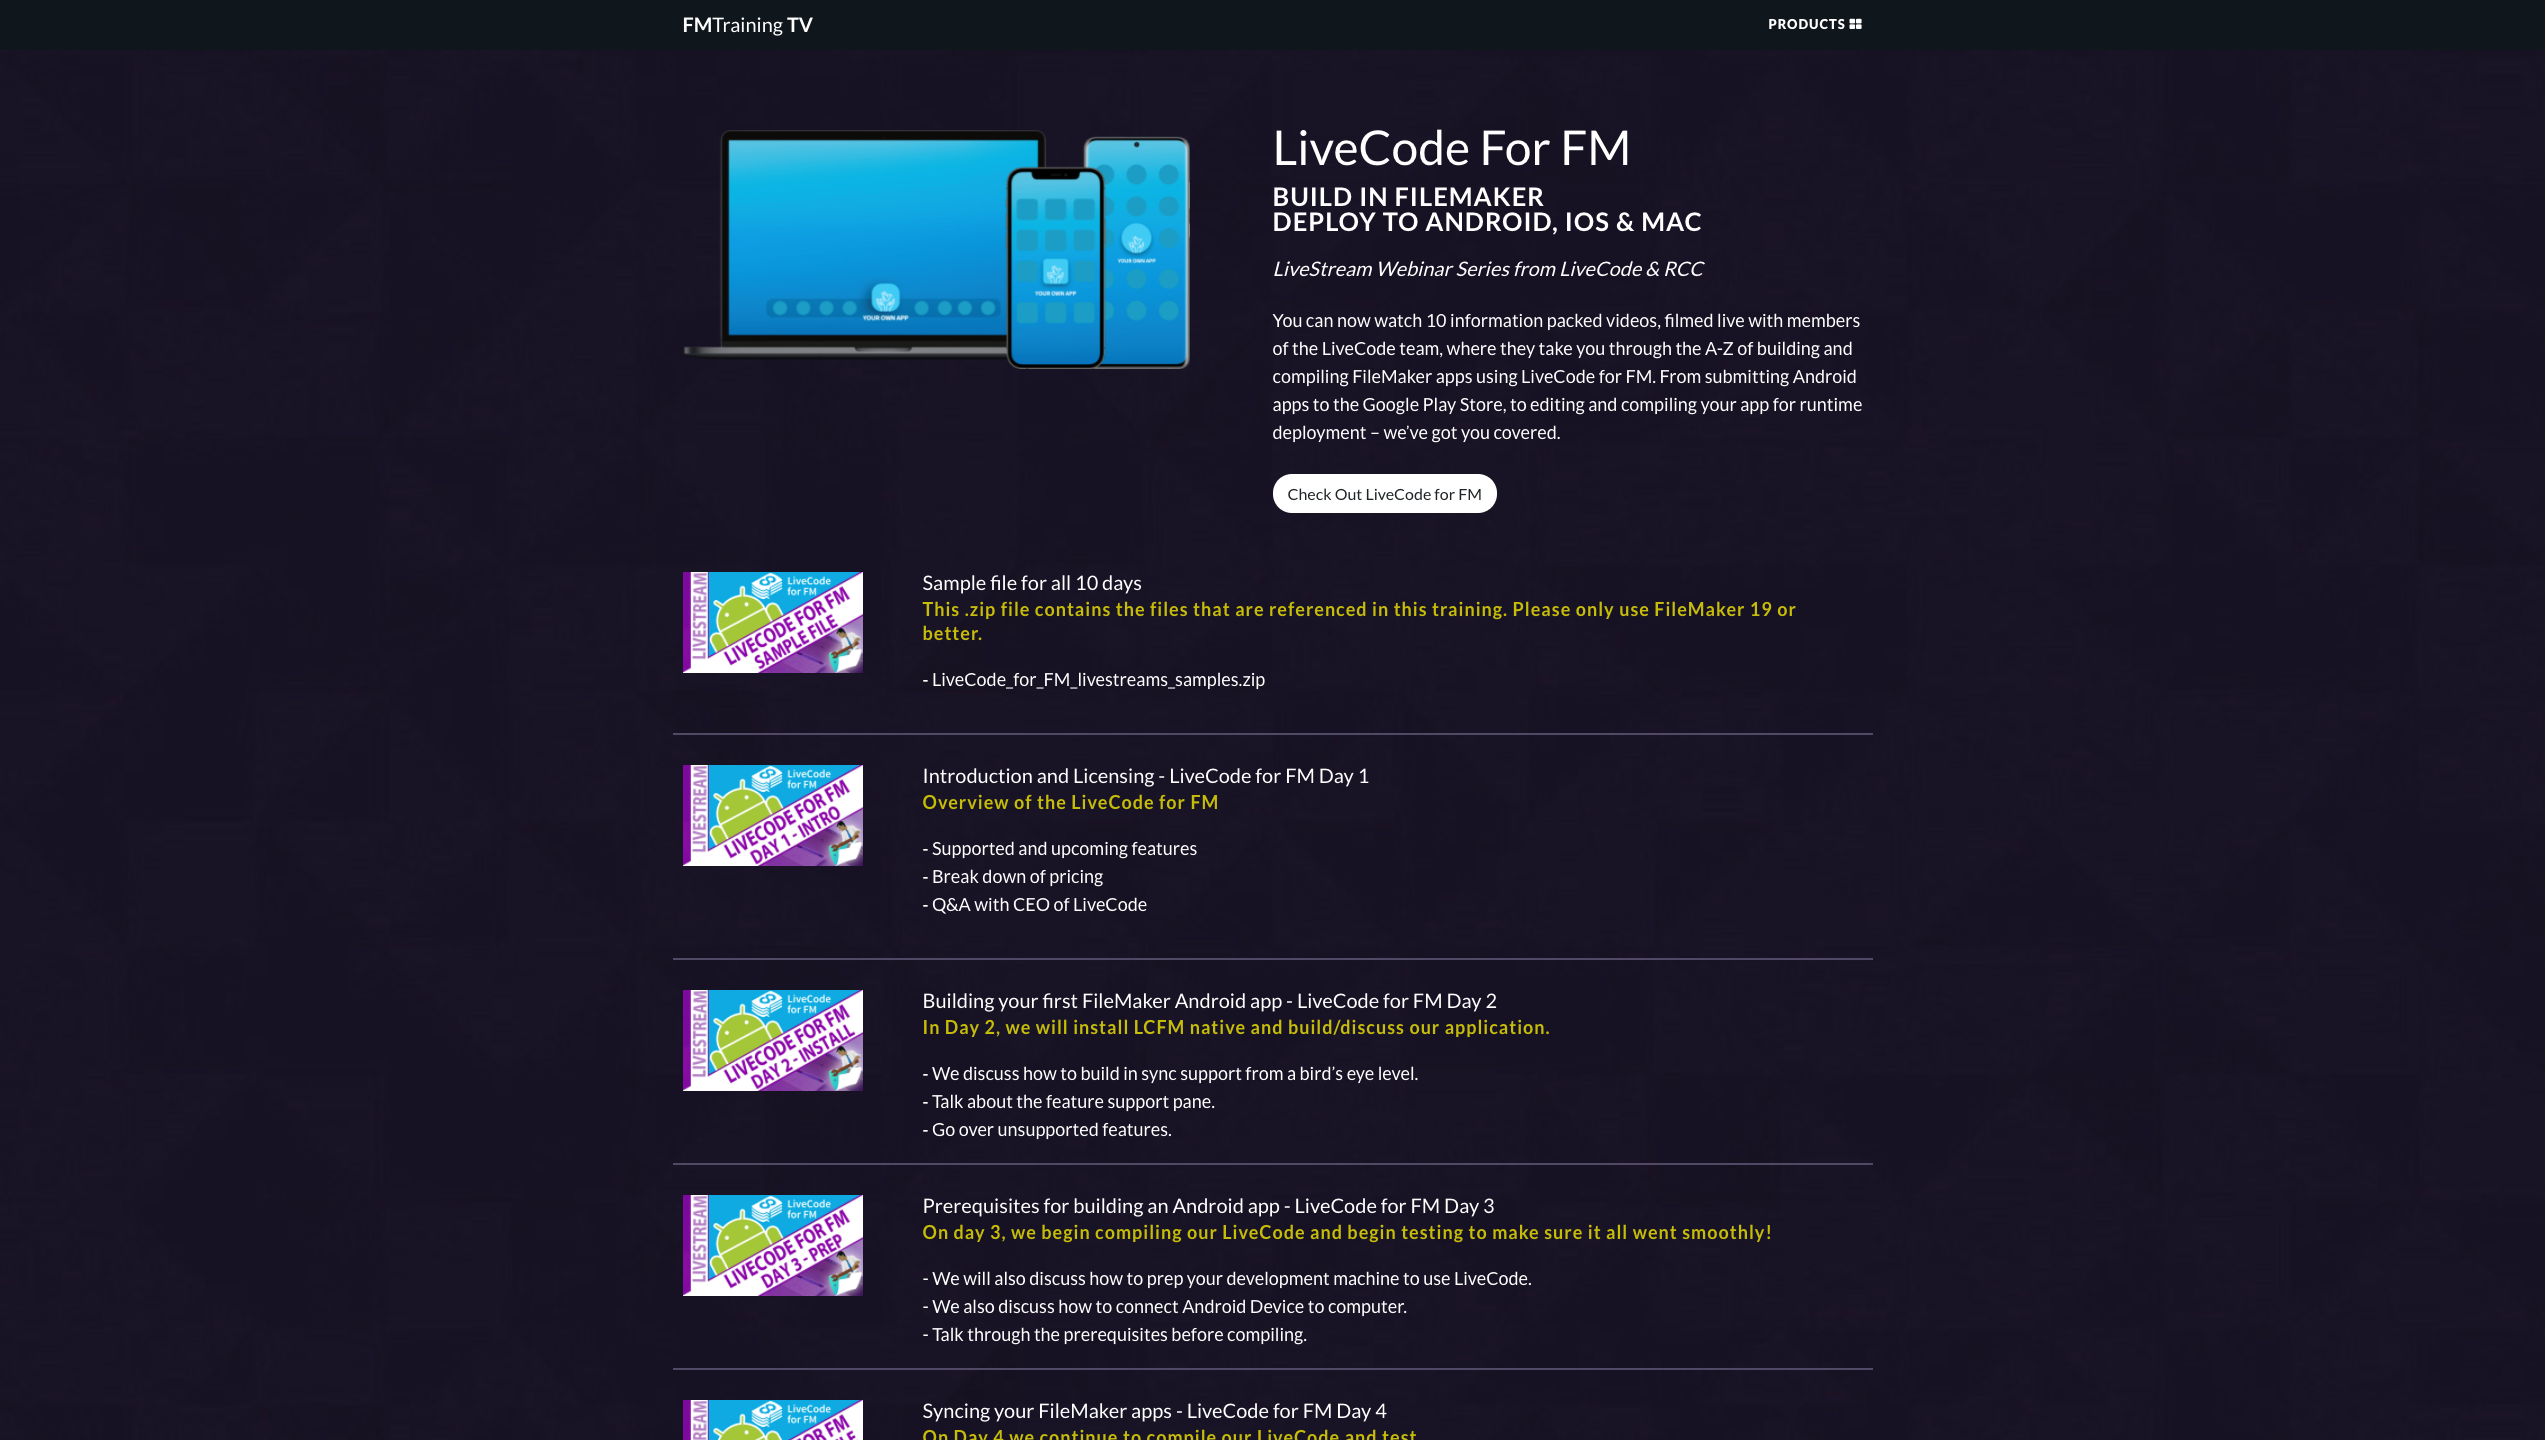 FMTraining TV
PRODUCTS
YOUR OWN APP
YOUR OWN APP
YOUR OWN APP
LiveCode For FM
BUILD IN FILEMAKER
DEPLOY TO ANDROID, IOS & MAC
LiveStream Webinar Series from LiveCode & RCC
You can now watch 10 information packed videos, filmed live with members
of the LiveCode team, where they take you through the A-Z of building and
compiling FileMaker apps using LiveCode for FM. From submitting Android
apps to the Google Play Store, to editing and compiling your app for runtime
deployment – we’ve got you covered.
Check Out LiveCode for FM
LIVESTREAM
LiveCode
for FM
LIVECODE FOR FM
SAMPLE FILE
Sample file for all 10 days
This .zip file contains the files that are referenced in this training. Please only use FileMaker 19 or
better.
- LiveCode_for_FM_livestreams_samples.zip
LIVESTREAM
LiveCode
for FM
LIVECODE FOR FM
DAY 1 - INTRO
Introduction and Licensing - LiveCode for FM Day 1
Overview of the LiveCode for FM
- Supported and upcoming features
- Break down of pricing
- Q&A with CEO of LiveCode
LIVESTREAM
LiveCode
for FM
LIVECODE FOR FM
DAY 2 - INSTALL
Building your first FileMaker Android app - LiveCode for FM Day 2
In Day 2, we will install LCFM native and build/discuss our application.
- We discuss how to build in sync support from a bird’s eye level.
- Talk about the feature support pane.
- Go over unsupported features.
LIVESTREAM
LiveCode
for FM
LIVECODE FOR FM
DAY 3 - PREP
Prerequisites for building an Android app - LiveCode for FM Day 3
On day 3, we begin compiling our LiveCode and begin testing to make sure it all went smoothly!
- We will also discuss how to prep your development machine to use LiveCode.
- We also discuss how to connect Android Device to computer.
- Talk through the prerequisites before compiling.
LiveCode
for FM
OR FM
Syncing your FileMaker apps - LiveCode for FM Day 4
On Day 4 we continue to compile our LiveCode and test